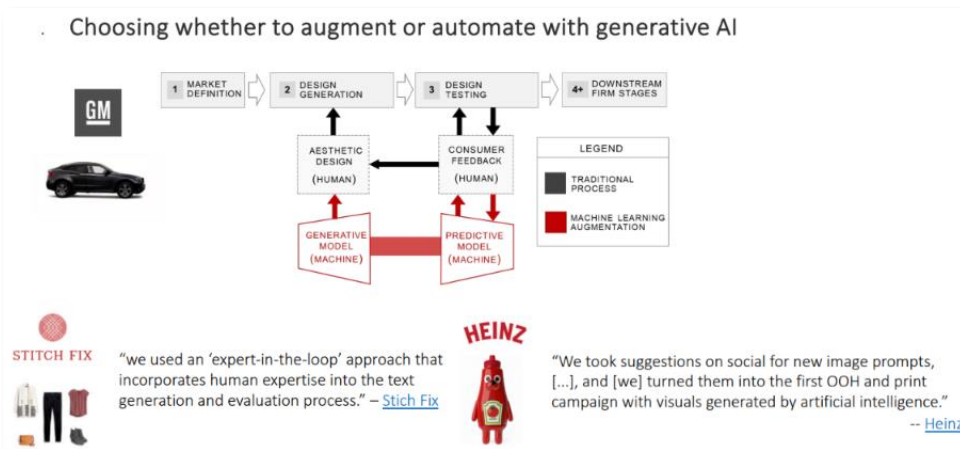 . Choosing whether to augment or automate with generative AI
GM
1 MARKET DEFINITION
2 DESIGN GENERATION
3 DESIGN TESTING
4+ DOWNSTREAM FIRM STAGES
AESTHETIC
DESIGN
(HUMAN)
CONSUMER
FEEDBACK
(HUMAN)
LEGEND
TRADITIONAL
PROCESS
MACHINE LEARNING
AUGMENTATION
GENERATIVE
MODEL
(MACHINE)
PREDICTIVE
MODEL
(MACHINE)
STITCH FIX
“we used an ‘expert-in-the-loop’ approach that
incorporates human expertise into the text
generation and evaluation process.” – Stich Fix
HEINZ
“We took suggestions on social for new image prompts,
[...], and [we] turned them into the first OOH and print
campaign with visuals generated by artificial intelligence.”
-- Heinz